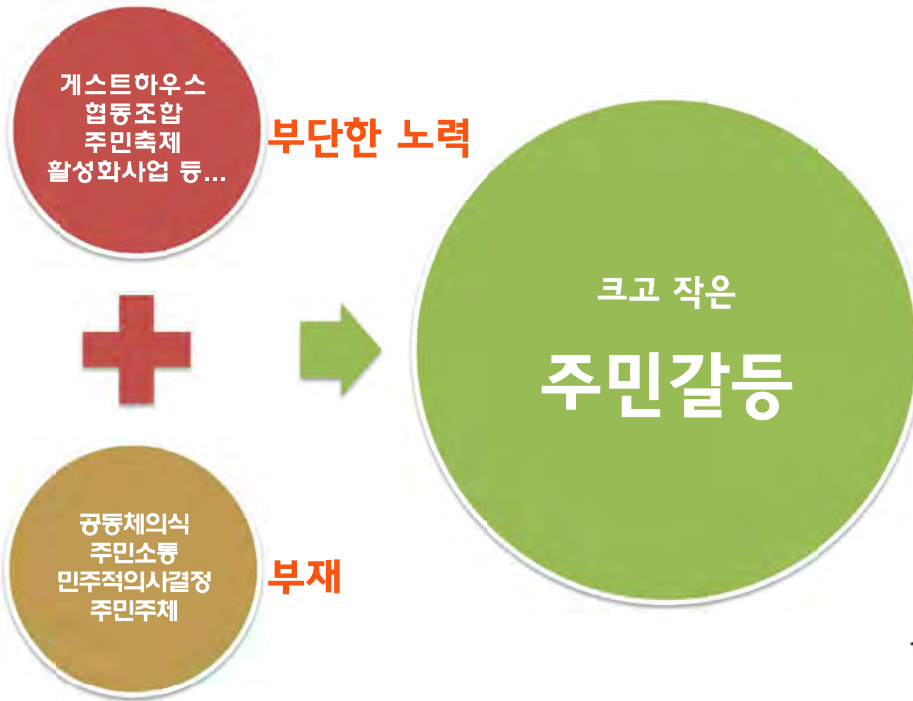 게스트하우스
협동조합
주민축제
활성화사업 등...
부단한 노력
크고 작은
주민갈등
공동체의식
주민소통
민주적의사결정
주민주체
부재